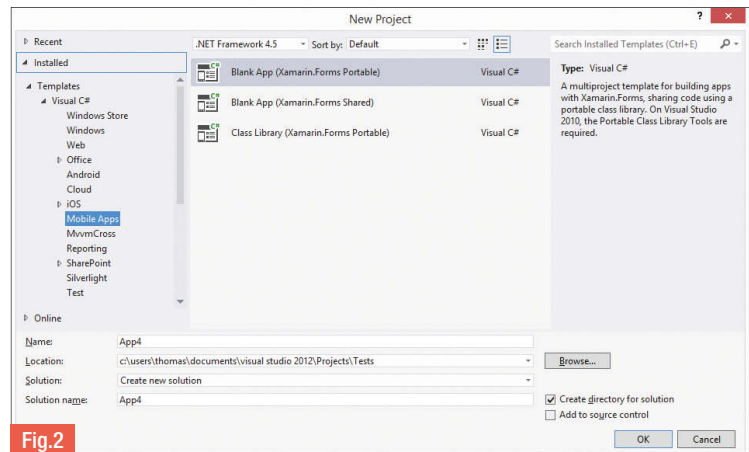 New Project
? ×
Recent
.NET Framework 4.5 Sort by: Default
Search Installed Templates (Ctrl+E)
Installed
Templates
Visual C#
Windows Store
Windows
Web
Office
Android
Cloud
iOS
Mobile Apps
MvvmCross
Reporting
SharePoint
Silverlight
Test
Online
C# Blank App (Xamarin.Forms Portable) Visual C#
C# Blank App (Xamarin.Forms Shared) Visual C#
C# Class Library (Xamarin.Forms Portable) Visual C#
Type: Visual C#
A multiproject template for building apps
with Xamarin.Forms, sharing code using a
portable class library. On Visual Studio
2010, the Portable Class Library Tools are
required.
Name: App4
Location: c:\users\thomas\documents\visual studio 2012\Projects\Tests
Browse...
Solution: Create new solution
Solution name: App4
Create directory for solution
Add to source control
OK Cancel
Fig.2